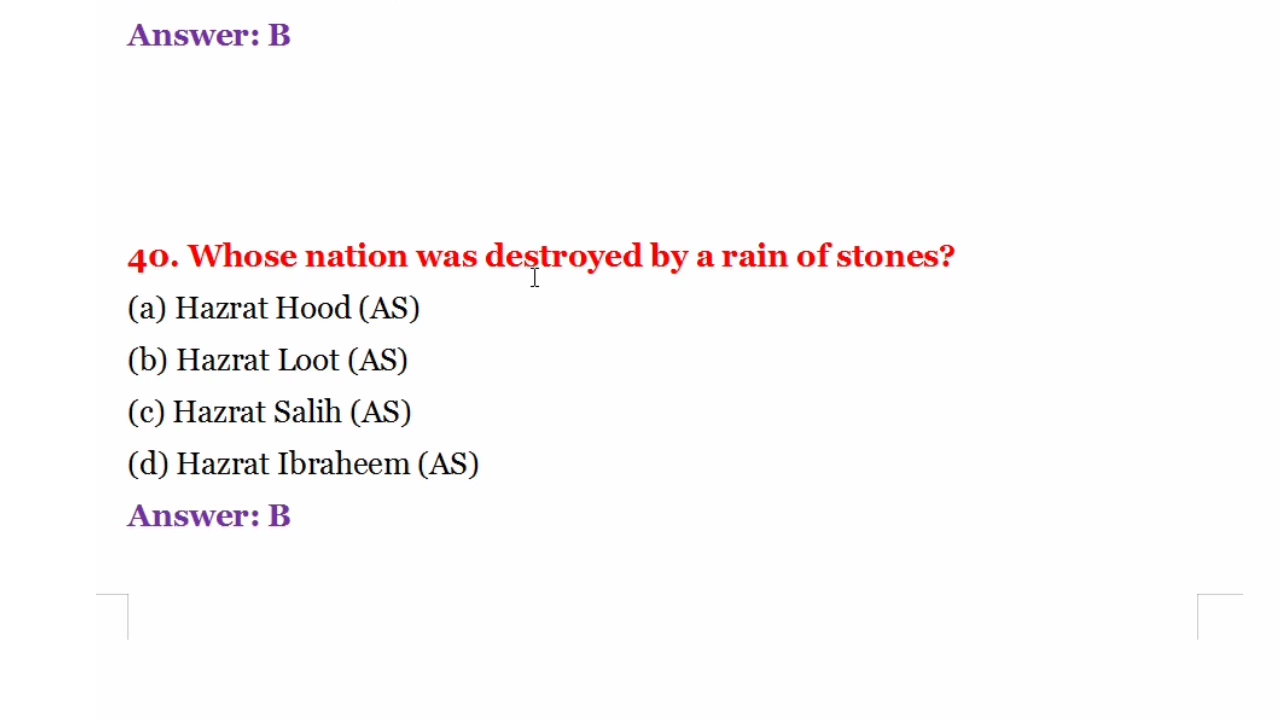 Answer: B
40. Whose nation was destroyed by a rain of stones?
(a) Hazrat Hood (AS)
(b) Hazrat Loot (AS)
(c) Hazrat Salih (AS)
(d) Hazrat Ibraheem (AS)
Answer: B